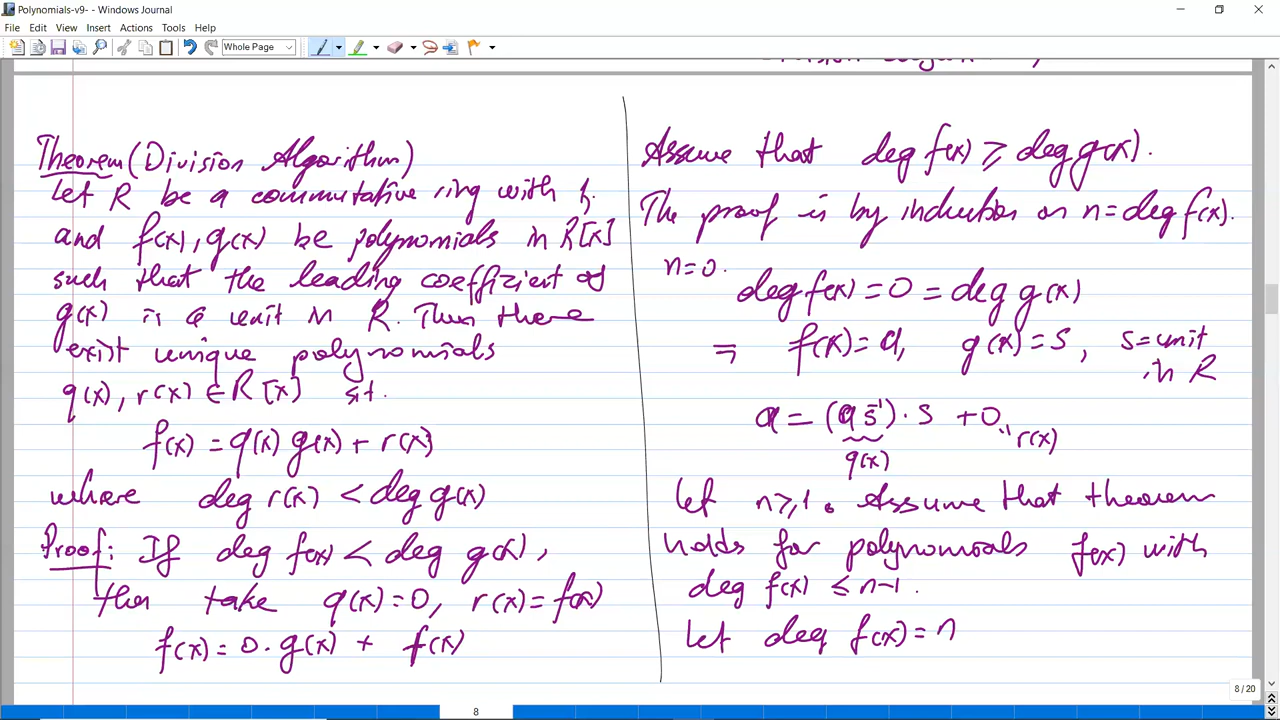 Polynomials-v9- - Windows Journal
File Edit View Insert Actions Tools Help
Whole Page
Theorem (Division Algorithm)
Let R be a commutative ring with 1,
and f(x), g(x) be polynomials in R[x]
such that the leading coefficient of
g(x) is a unit in R. Then there
exist unique polynomials
q(x), r(x) ∈ R[x] s.t.
f(x) = q(x) g(x) + r(x)
where deg r(x) < deg g(x)
Proof: If deg f(x) < deg g(x),
then take q(x) = 0, r(x) = f(x)
f(x) = 0 · g(x) + f(x)
Assume that deg f(x) ≥ deg g(x).
The proof is by induction on n = deg f(x).
n = 0.
deg f(x) = 0 = deg g(x)
⇒ f(x) = a, g(x) = s, s = unit
in R
a = (a s⁻¹) · s + 0
q(x)
r(x)
Let n ≥ 1. Assume that theorem
holds for polynomials f(x) with
deg f(x) ≤ n-1.
Let deg f(x) = n
8 / 20
8